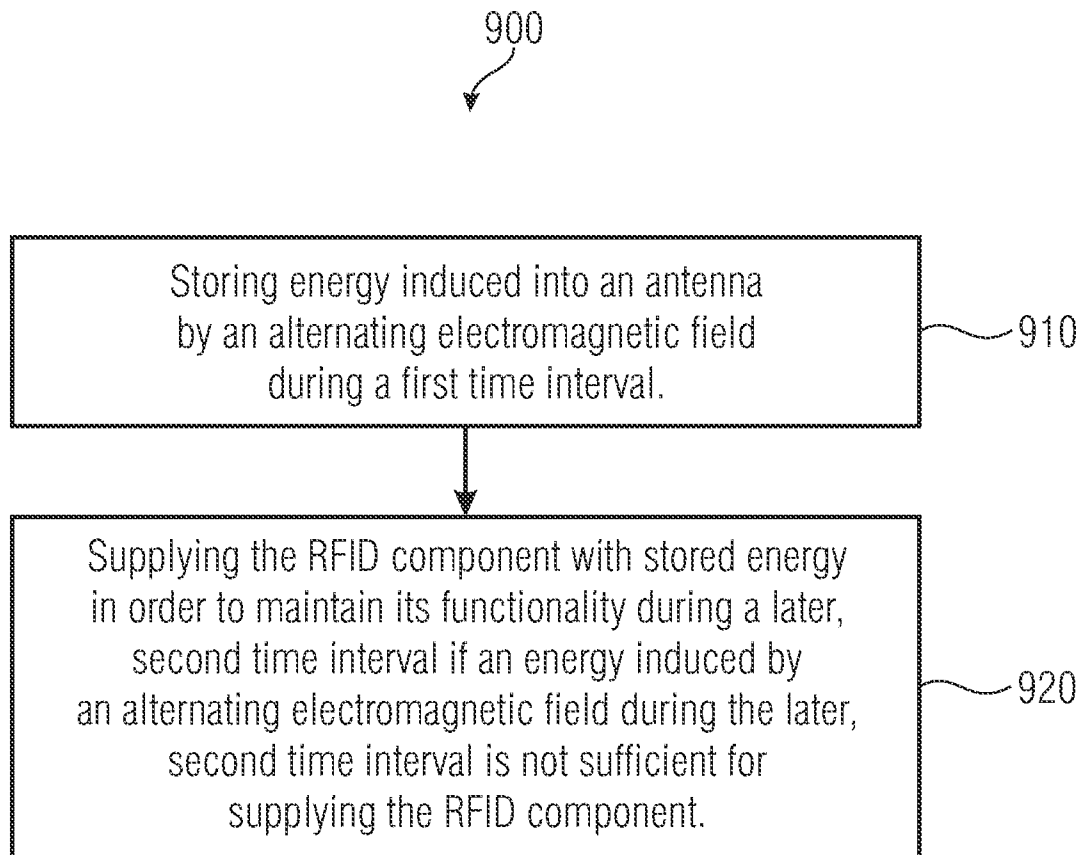 900
Storing energy induced into an antenna
by an alternating electromagnetic field
during a first time interval.
910
Supplying the RFID component with stored energy
in order to maintain its functionality during a later,
second time interval if an energy induced by
an alternating electromagnetic field during the later,
second time interval is not sufficient for
supplying the RFID component.
920